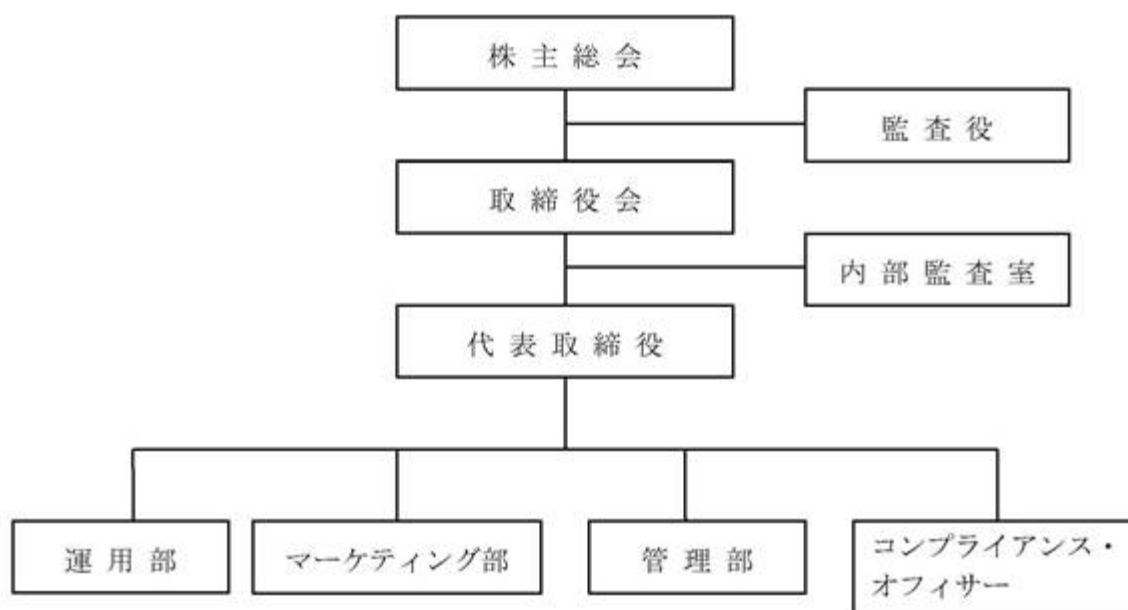 株主総会
監査役
取締役会
内部監査室
代表取締役
運用部
マーケティング部
管理部
コンプライアンス・
オフィサー